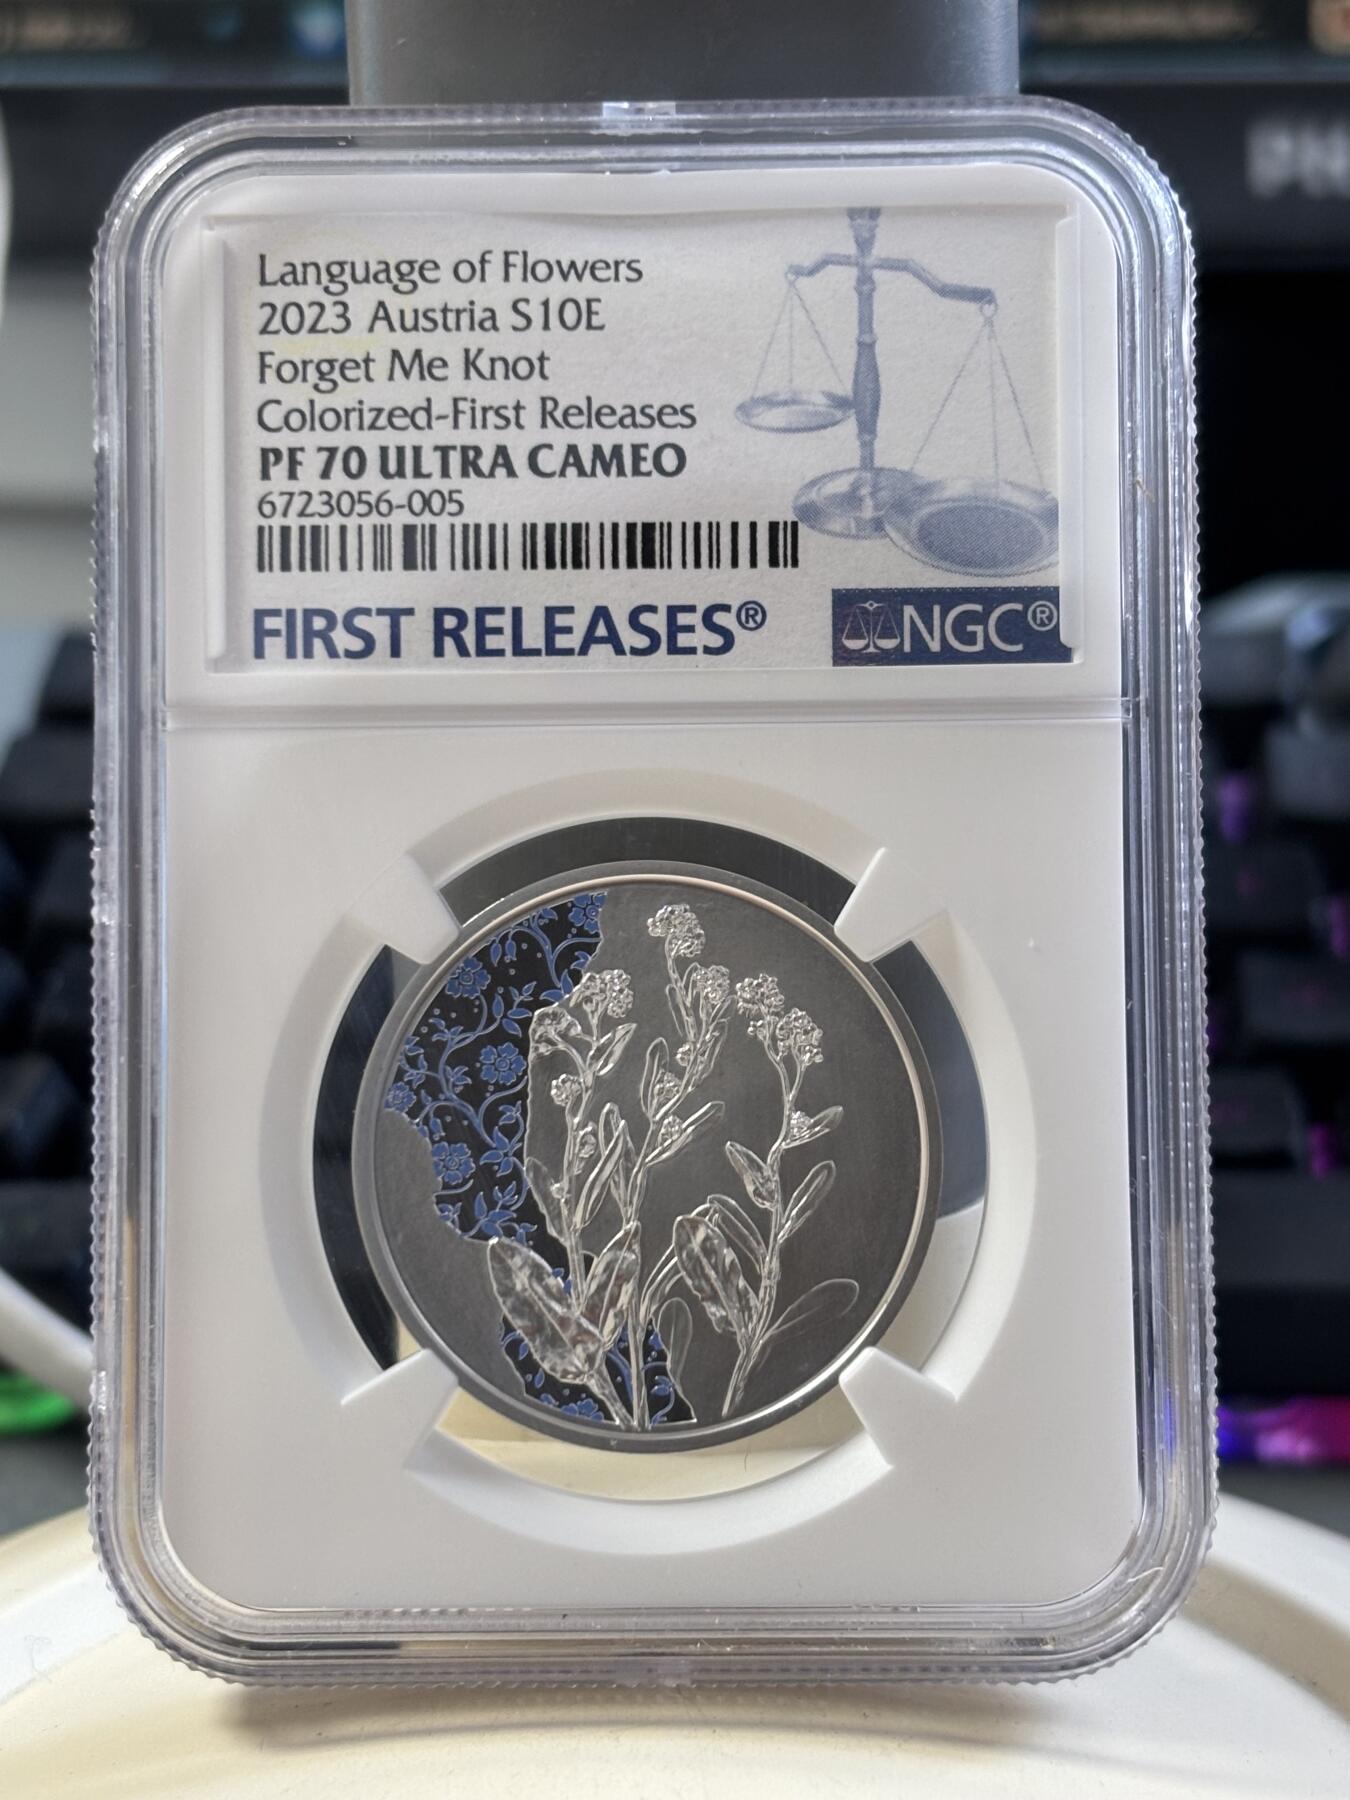 Language of Flowers
2023 Austria S10E
Forget Me Knot
Colorized-First Releases
PF 70 ULTRA CAMEO
6723056-005
FIRST RELEASES®
NGC®